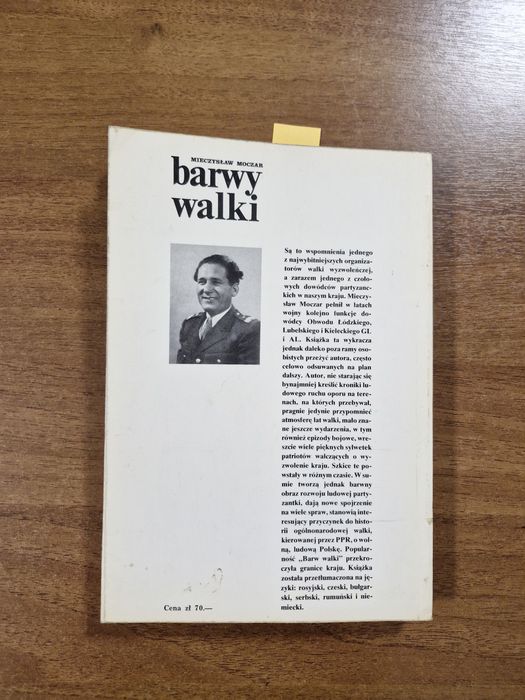 MIECZYSŁAW MOCZAR
barwy
walki
Są to wspomnienia jednego
z najwybitniejszych organiza-
torów walki wyzwoleńczej,
a zarazem jednego z czoło-
wych dowódców partyzanc-
kich w naszym kraju. Mieczy-
sław Moczar pełnił w latach
wojny kolejno funkcje do-
wódcy Obwodu Łódzkiego,
Lubelskiego i Kieleckiego GL
i AL. Książka ta wykracza
jednak daleko poza ramy oso-
bistych przeżyć autora, często
celowo odsuwanych na plan
dalszy. Autor, nie starając się
bynajmniej kreślić kroniki lu-
dowego ruchu oporu na tere-
nach, na których przebywał,
pragnie jedynie przypomnieć
atmosferę lat walki, mało zna-
ne jeszcze wydarzenia, w tym
również epizody bojowe, wre-
szcie wiele pięknych sylwetek
patriotów walczących o wy-
zwolenie kraju. Szkice te po-
wstały w różnym czasie. W su-
mie tworzą jednak barwny
obraz rozwoju ludowej party-
zantki, dają nowe spojrzenie
na wiele spraw, stanowią inte-
resujący przyczynek do histo-
rii ogólnonarodowej walki,
kierowanej przez PPR, o wol-
ną, ludową Polskę. Popular-
ność „Barw walki" przekro-
czyła granice kraju. Książka
została przetłumaczona na ję-
zyki: rosyjski, czeski, bułgar-
ski, serbski, rumuński i nie-
miecki.
Cena zł 70.—